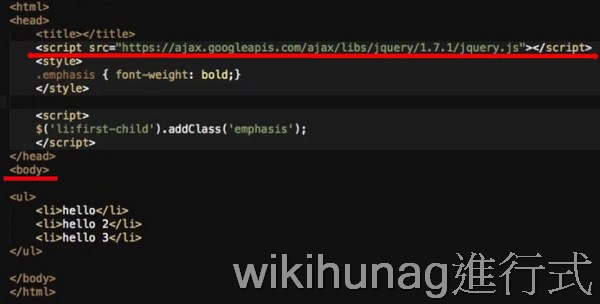 <html>
<head>
    <title></title>
    <script src="https://ajax.googleapis.com/ajax/libs/jquery/1.7.1/jquery.js"></script>
    <style>
    .emphasis { font-weight: bold;}
    </style>

    <script>
    $('li:first-child').addClass('emphasis');
    </script>
</head>
<body>

<ul>
    <li>hello</li>
    <li>hello 2</li>
    <li>hello 3</li>
</ul>

</body>
</html>
wikihunag進行式